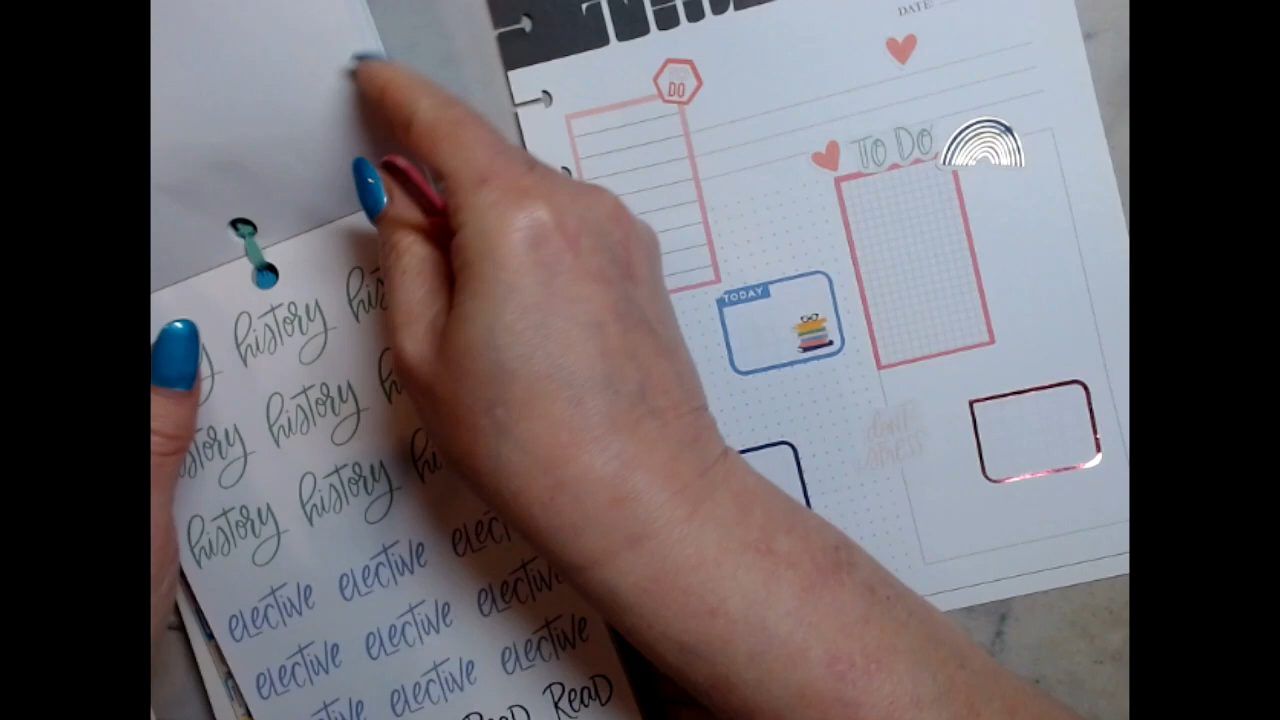 DATE:
DO
TO DO
TODAY
history
history
history
history history
elective elective
elective elective elective
elective elective elective
Read Read